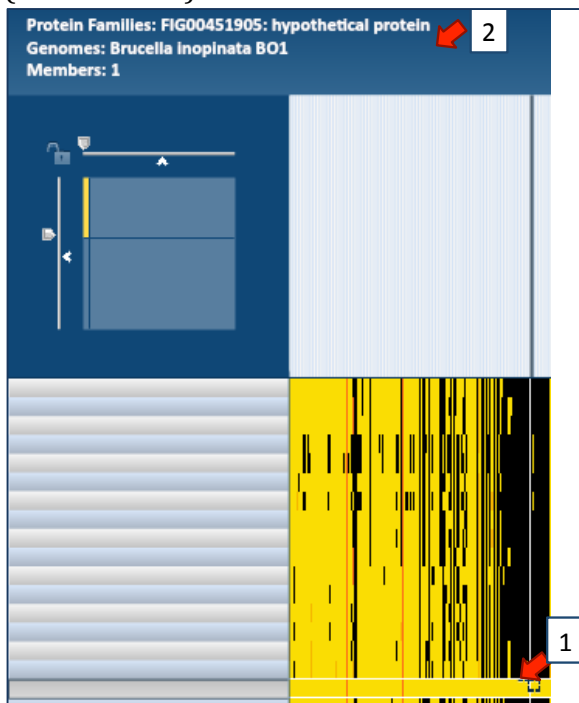 Protein Families: FIG00451905: hypothetical protein
2
Genomes: Brucella inopinata BO1
Members: 1
1